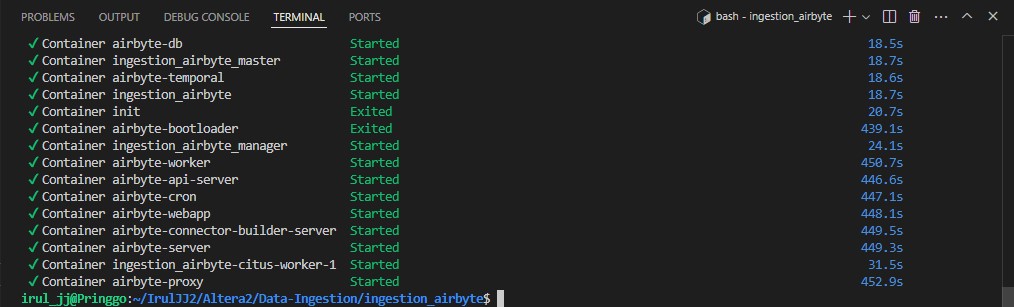 PROBLEMS OUTPUT DEBUG CONSOLE TERMINAL PORTS bash - ingestion_airbyte
✓ Container airbyte-db Started 18.5s
✓ Container ingestion_airbyte_master Started 18.7s
✓ Container airbyte-temporal Started 18.6s
✓ Container ingestion_airbyte Started 18.7s
✓ Container init Exited 20.7s
✓ Container airbyte-bootloader Exited 439.1s
✓ Container ingestion_airbyte_manager Started 24.1s
✓ Container airbyte-worker Started 450.7s
✓ Container airbyte-api-server Started 446.6s
✓ Container airbyte-cron Started 447.1s
✓ Container airbyte-webapp Started 448.1s
✓ Container airbyte-connector-builder-server Started 449.5s
✓ Container airbyte-server Started 449.3s
✓ Container ingestion_airbyte-citus-worker-1 Started 31.5s
✓ Container airbyte-proxy Started 452.9s
irul_jj@Pringgo:~/IrulJJ2/Altera2/Data-Ingestion/ingestion_airbyte$